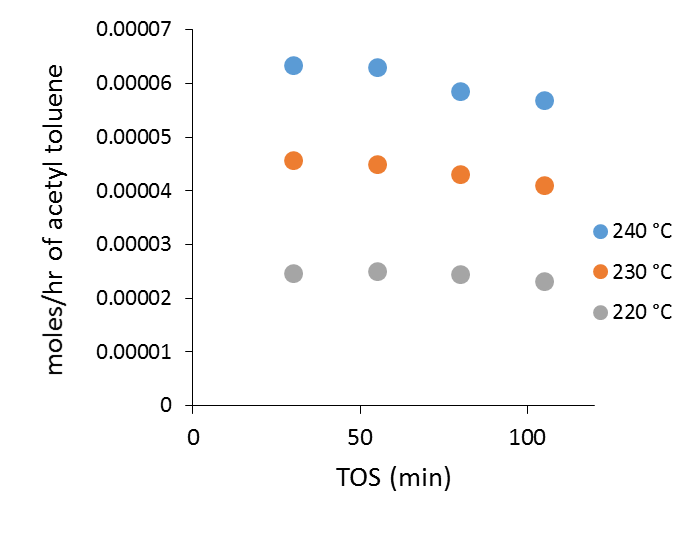 0.00007
0.00006
0.00005
0.00004
0.00003
0.00002
0.00001
0
moles/hr of acetyl toluene
0 50 100
TOS (min)
240 °C
230 °C
220 °C